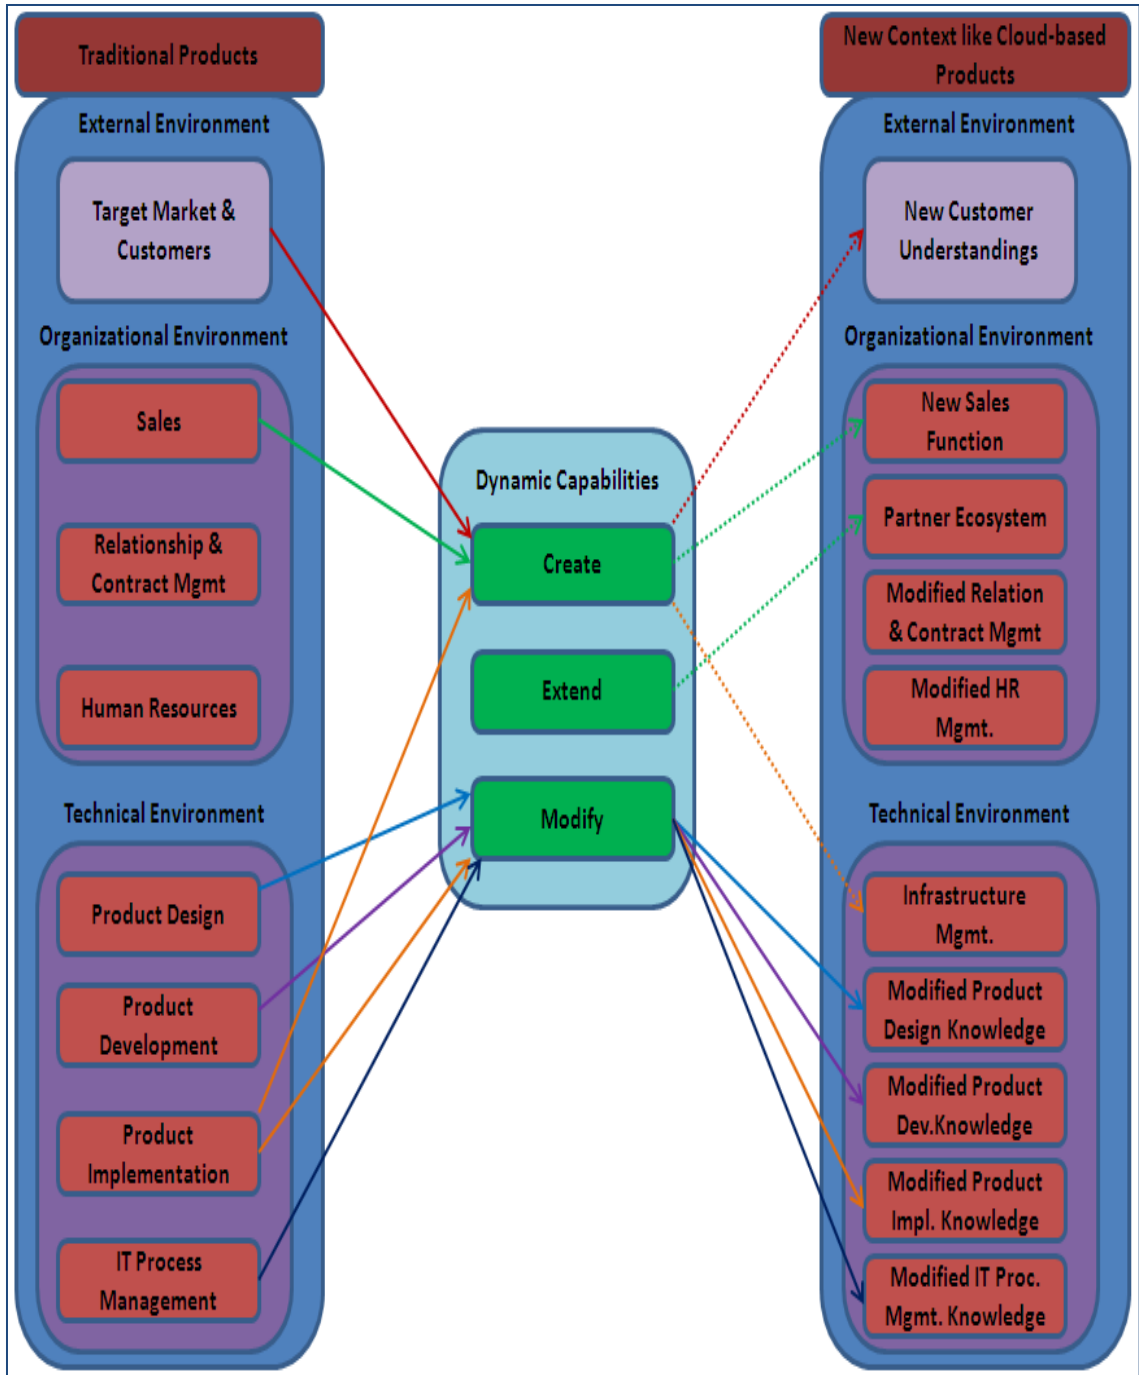 Traditional Products
External Environment
Target Market &
Customers
Organizational Environment
Sales
Relationship &
Contract Mgmt
Human Resources
Technical Environment
Product Design
Product
Development
Product
Implementation
IT Process
Management
Dynamic Capabilities
Create
Extend
Modify
New Context like Cloud-based
Products
External Environment
New Customer
Understandings
Organizational Environment
New Sales
Function
Partner Ecosystem
Modified Relation
& Contract Mgmt
Modified HR
Mgmt.
Technical Environment
Infrastructure
Mgmt.
Modified Product
Design Knowledge
Modified Product
Dev.Knowledge
Modified Product
Impl. Knowledge
Modified IT Proc.
Mgmt. Knowledge